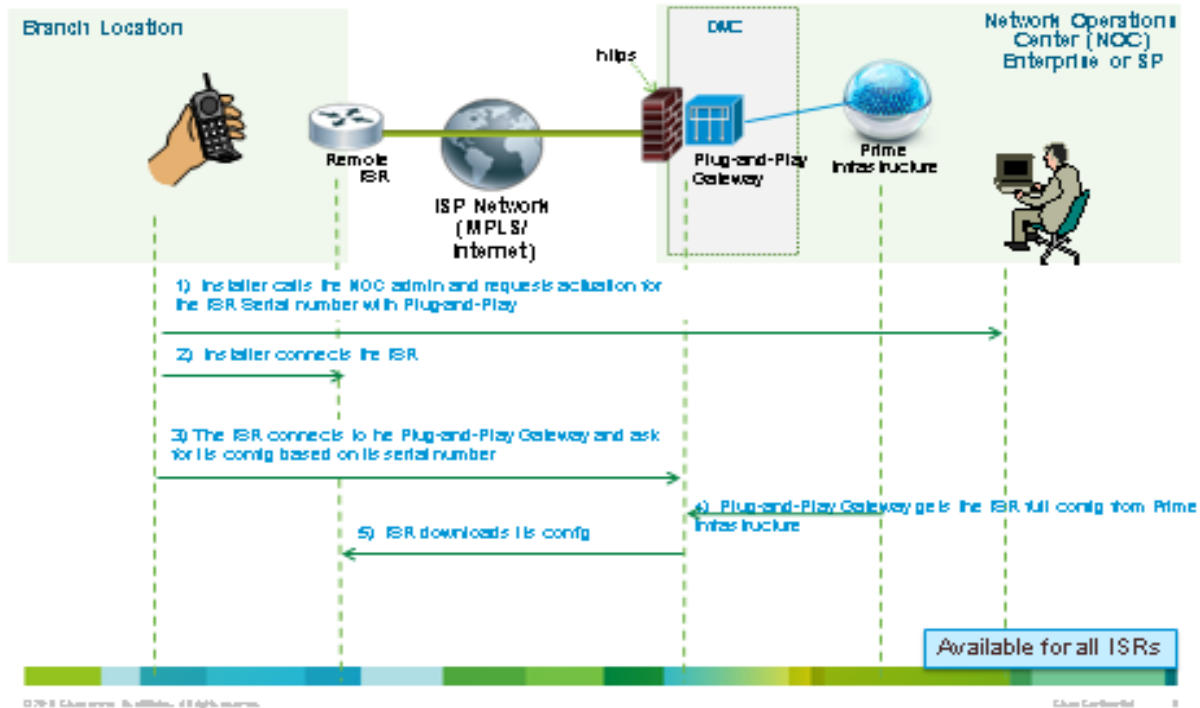 Branch Location
Network Operations
Center (NOC)
Enterprise or SP
DMZ
https
Remote
ISR
Plug-and-Play
Gateway
Prime
Infrastructure
ISP Network
(MPLS/
Internet)
1) Installer calls the NOC admin and requests activation for
the ISR Serial number with Plug-and-Play
2) Installer connects the ISR
3) The ISR connects to he Plug-and-Play Gateway and ask
for its config based on its serial number
4) Plug-and-Play Gateway gets the ISR full config from Prime
Infrastructure
5) ISR downloads its config
Available for all ISRs
Cisco Confidential